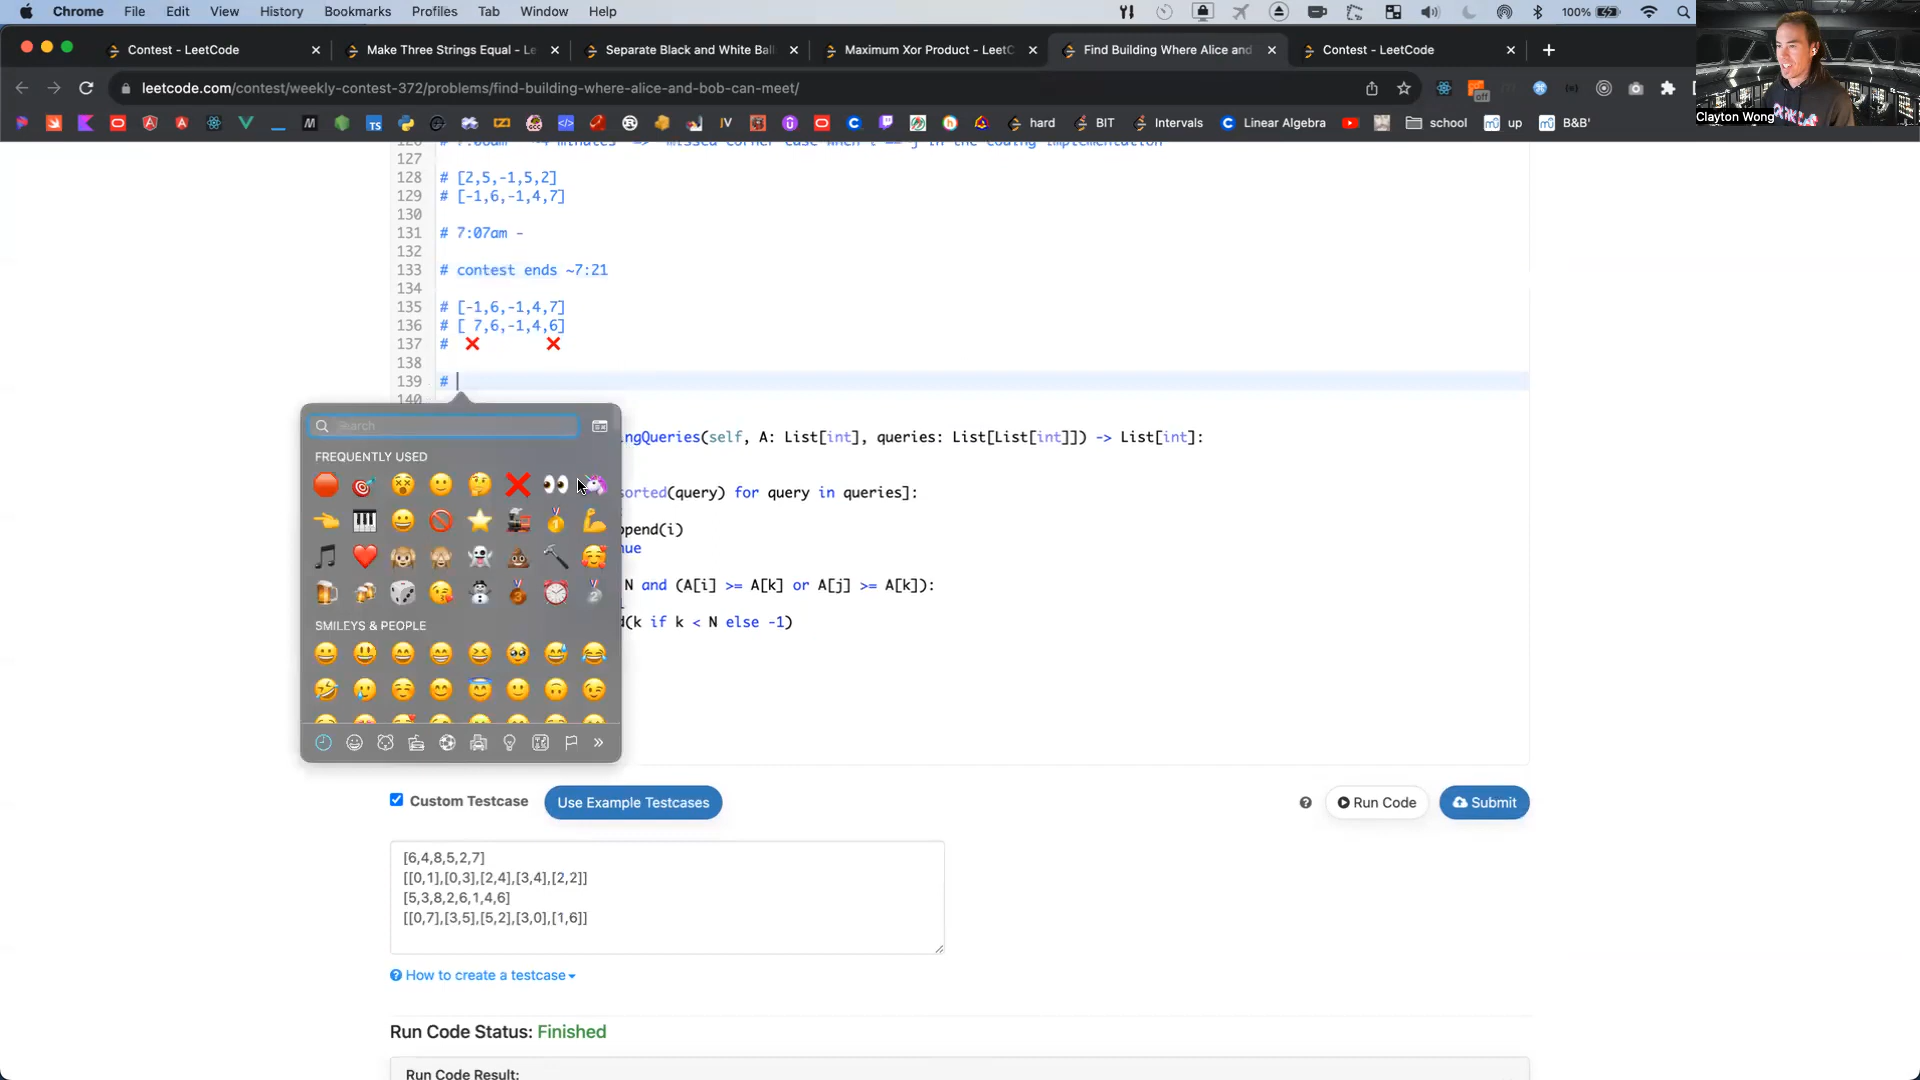 Chrome File Edit View History Bookmarks Profiles Tab Window Help 100%
Contest - LeetCode
Make Three Strings Equal - Le
Separate Black and White Ball
Maximum Xor Product - LeetC
Find Building Where Alice and
Contest - LeetCode
leetcode.com/contest/weekly-contest-372/problems/find-building-where-alice-and-bob-can-meet/
off
hard BIT Intervals Linear Algebra school up B&B'
Clayton Wong
127
128 # [2,5,-1,5,2]
129 # [-1,6,-1,4,7]
130
131 # 7:07am -
132
133 # contest ends ~7:21
134
135 # [-1,6,-1,4,7]
136 # [ 7,6,-1,4,6]
137 # ❌ ❌
138
139 #
140
Search
FREQUENTLY USED
SMILEYS & PEOPLE
ngQueries(self, A: List[int], queries: List[List[int]]) -> List[int]:
sorted(query) for query in queries]:
ppend(i)
nue
N and (A[i] >= A[k] or A[j] >= A[k]):
d(k if k < N else -1)
Custom Testcase
Use Example Testcases
Run Code
Submit
[6,4,8,5,2,7]
[[0,1],[0,3],[2,4],[3,4],[2,2]]
[5,3,8,2,6,1,4,6]
[[0,7],[3,5],[5,2],[3,0],[1,6]]
How to create a testcase
Run Code Status: Finished
Run Code Result: